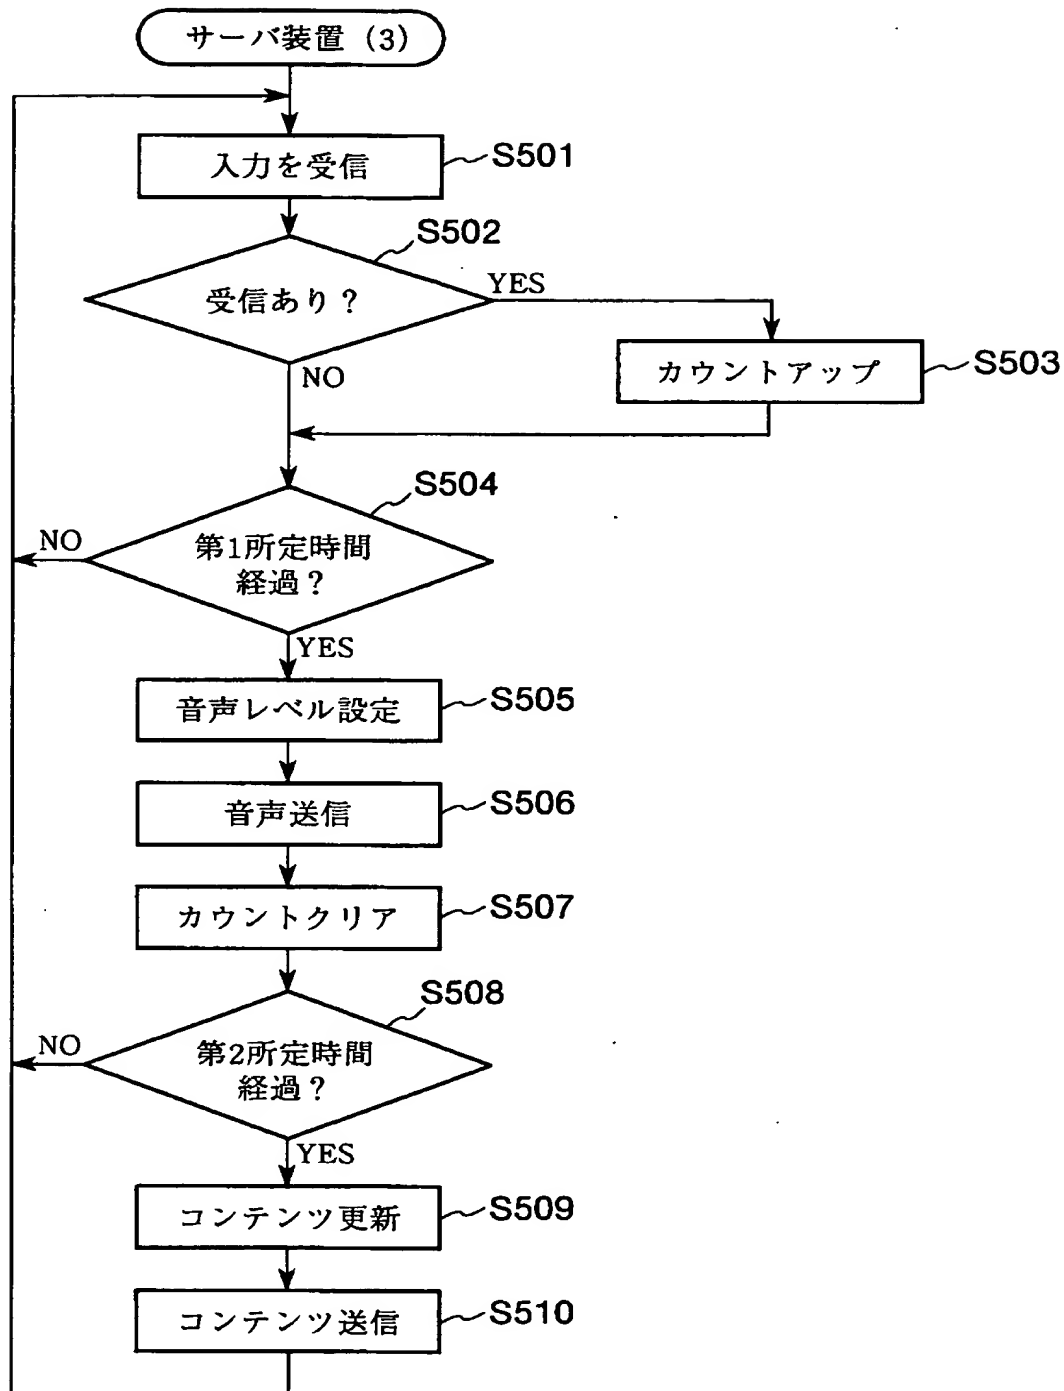 サーバ装置 (3)
入力を受信
S501
S502
受信あり?
YES
NO
カウントアップ
S503
S504
第1所定時間
経過?
NO
YES
音声レベル設定
S505
音声送信
S506
カウントクリア
S507
S508
第2所定時間
経過?
NO
YES
コンテンツ更新
S509
コンテンツ送信
S510